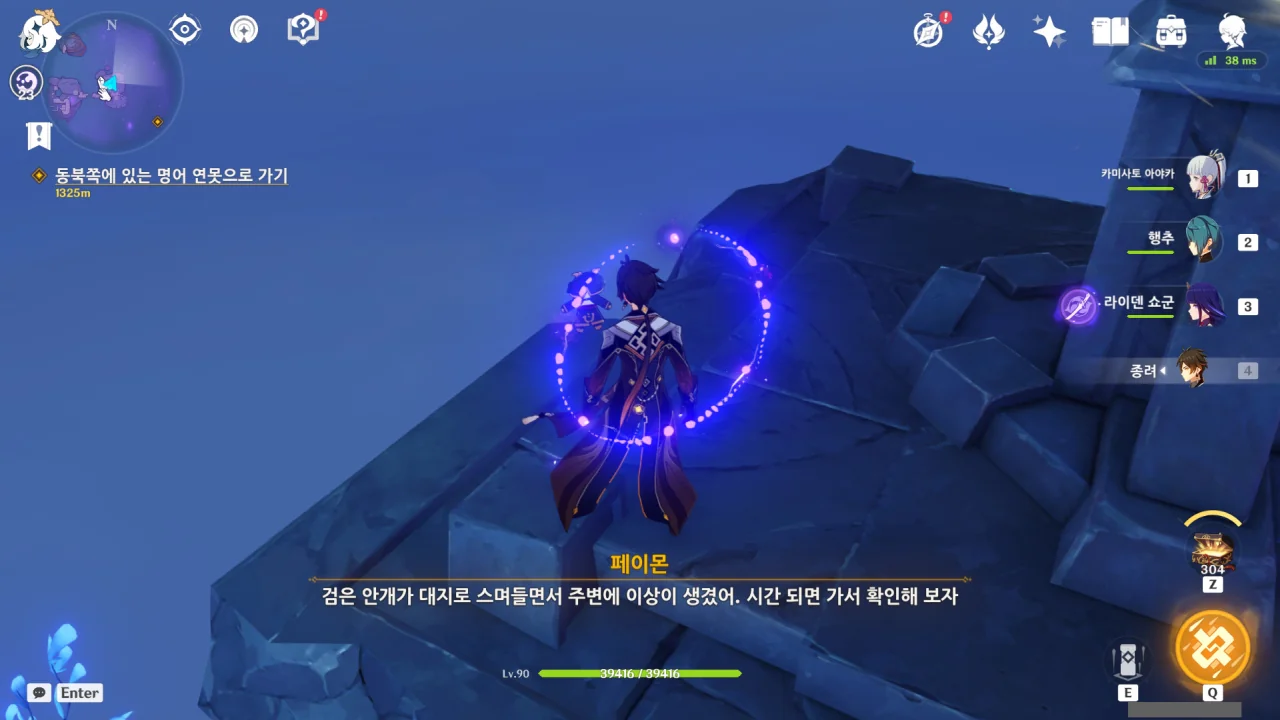 N
38 ms
23
동북쪽에 있는 명어 연못으로 가기
1325m
카미사토 아야카
1
행추
2
라이덴 쇼군
3
종려
4
페이몬
검은 안개가 대지로 스며들면서 주변에 이상이 생겼어. 시간 되면 가서 확인해 보자
304
Z
Lv.90
39416 / 39416
Enter
E
Q